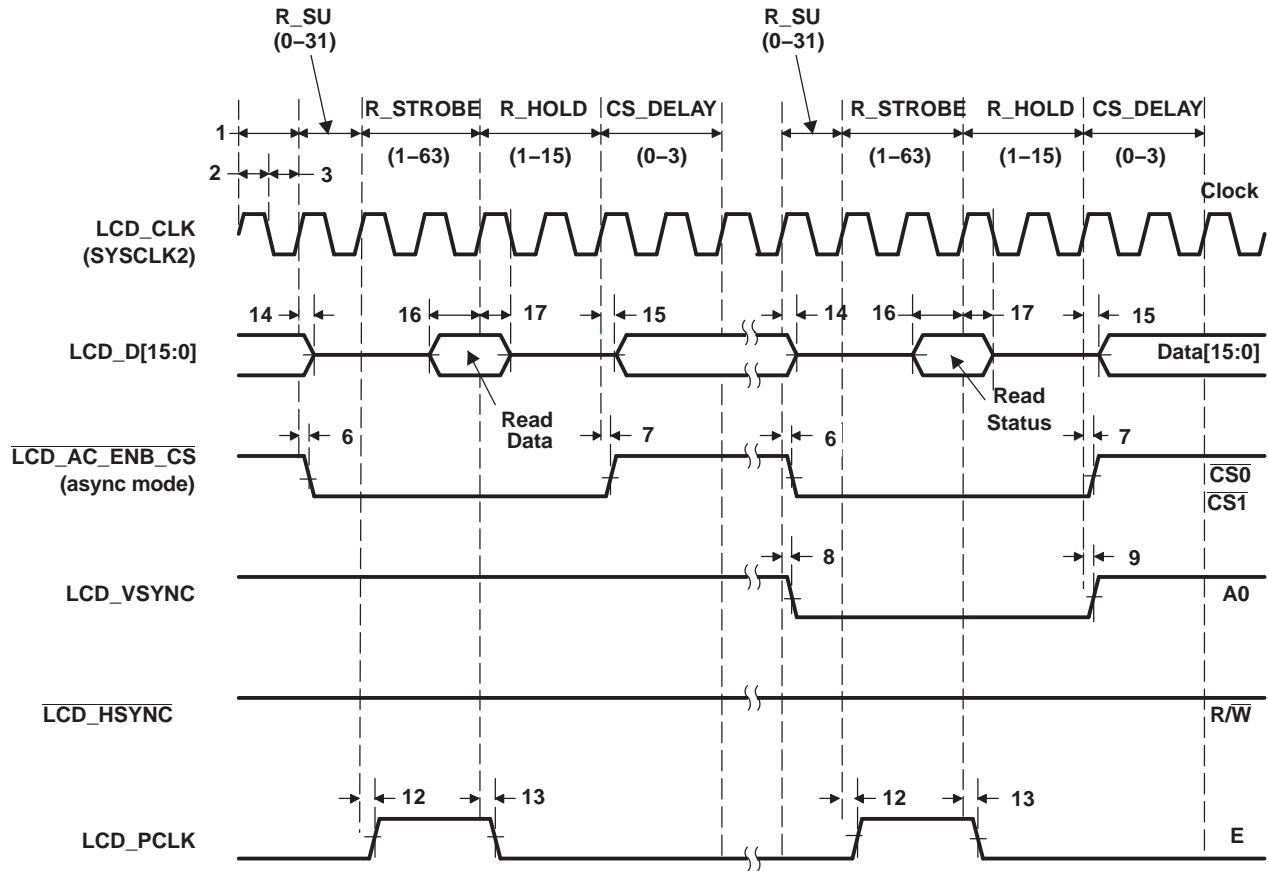 R_SU
(0–31)
R_SU
(0–31)
R_STROBE R_HOLD CS_DELAY R_STROBE R_HOLD CS_DELAY
1
(1–63) (1–15) (0–3) (1–63) (1–15) (0–3)
2 3
Clock
LCD_CLK
(SYSCLK2)
14 16 17 15 14 16 17 15
LCD_D[15:0]
Data[15:0]
Read
Data
Read
Status
6 7 6 7
LCD_AC_ENB_CS
(async mode)
CS0
CS1
8 9
LCD_VSYNC
A0
LCD_HSYNC
R/W
12 13 12 13
LCD_PCLK
E